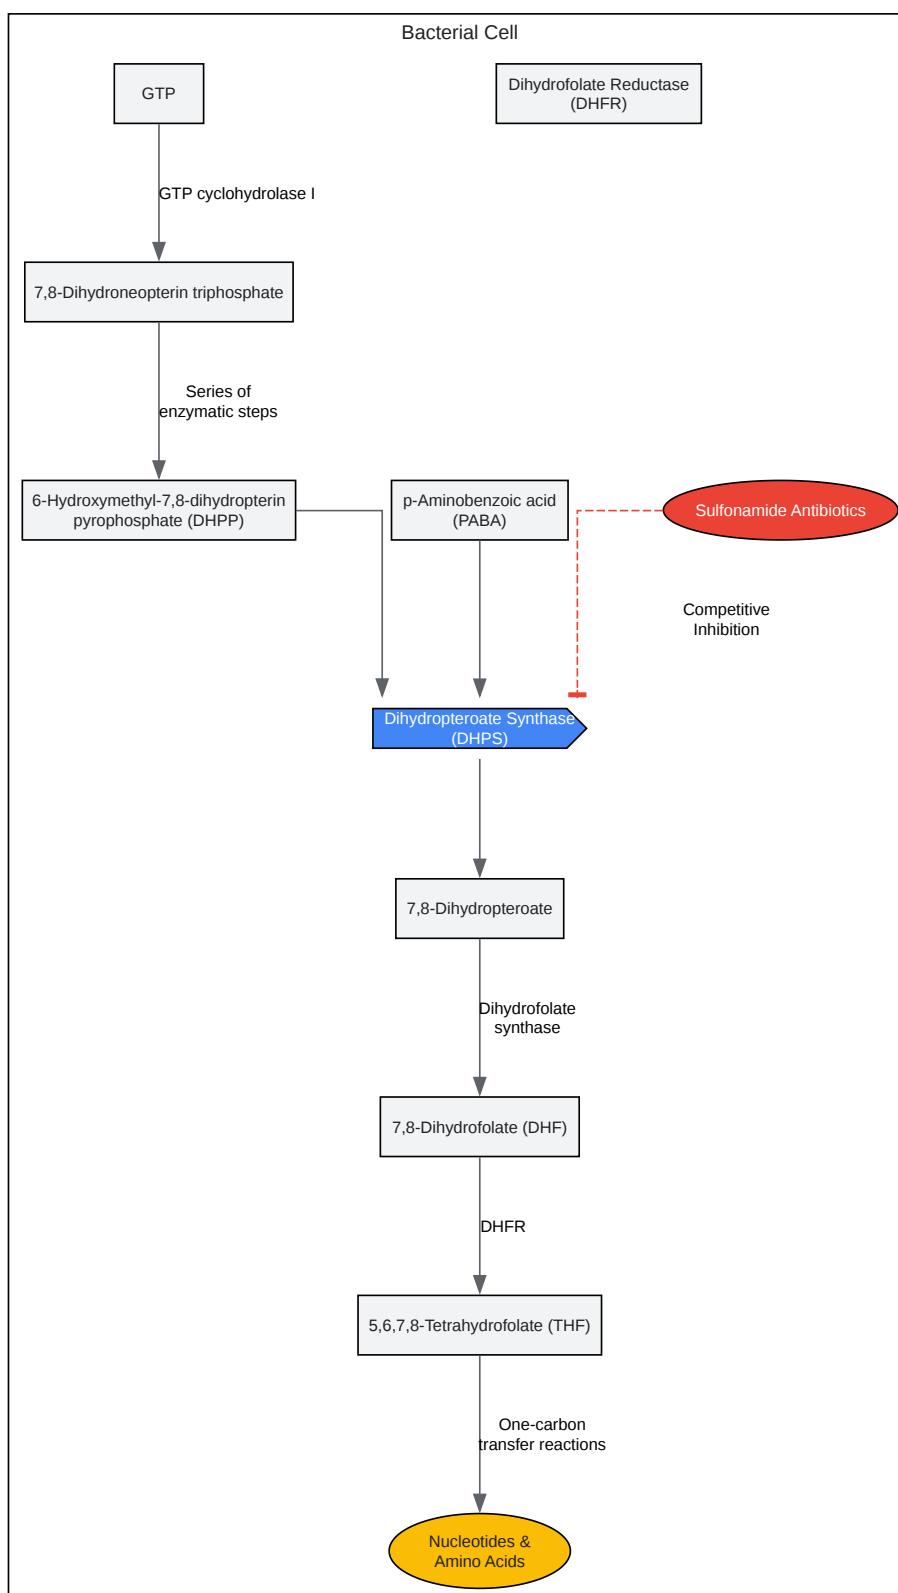 Bacterial Cell
GTP
Dihydrofolate Reductase
(DHFR)
GTP cyclohydrolase I
7,8-Dihydroneopterin triphosphate
Series of
enzymatic steps
6-Hydroxymethyl-7,8-dihydropterin
pyrophosphate (DHPP)
p-Aminobenzoic acid
(PABA)
Sulfonamide Antibiotics
Competitive
Inhibition
Dihydropteroate Synthase
(DHPS)
7,8-Dihydropteroate
Dihydrofolate
synthase
7,8-Dihydrofolate (DHF)
DHFR
5,6,7,8-Tetrahydrofolate (THF)
One-carbon
transfer reactions
Nucleotides &
Amino Acids